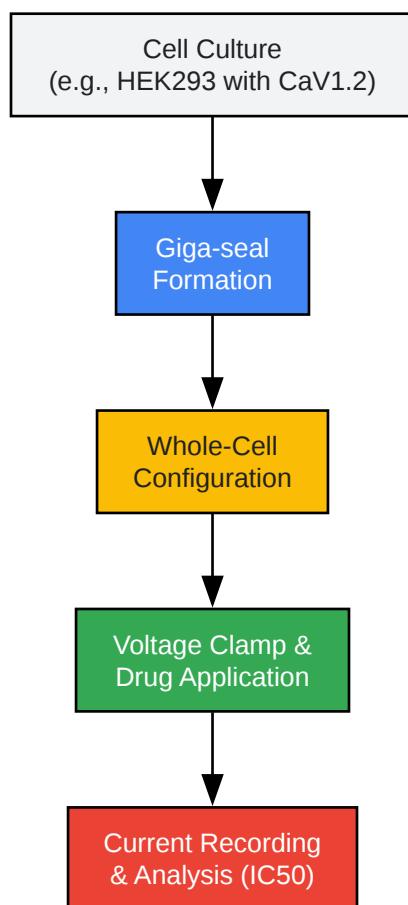 Cell Culture
(e.g., HEK293 with CaV1.2)
Giga-seal
Formation
Whole-Cell
Configuration
Voltage Clamp &
Drug Application
Current Recording
& Analysis (IC50)